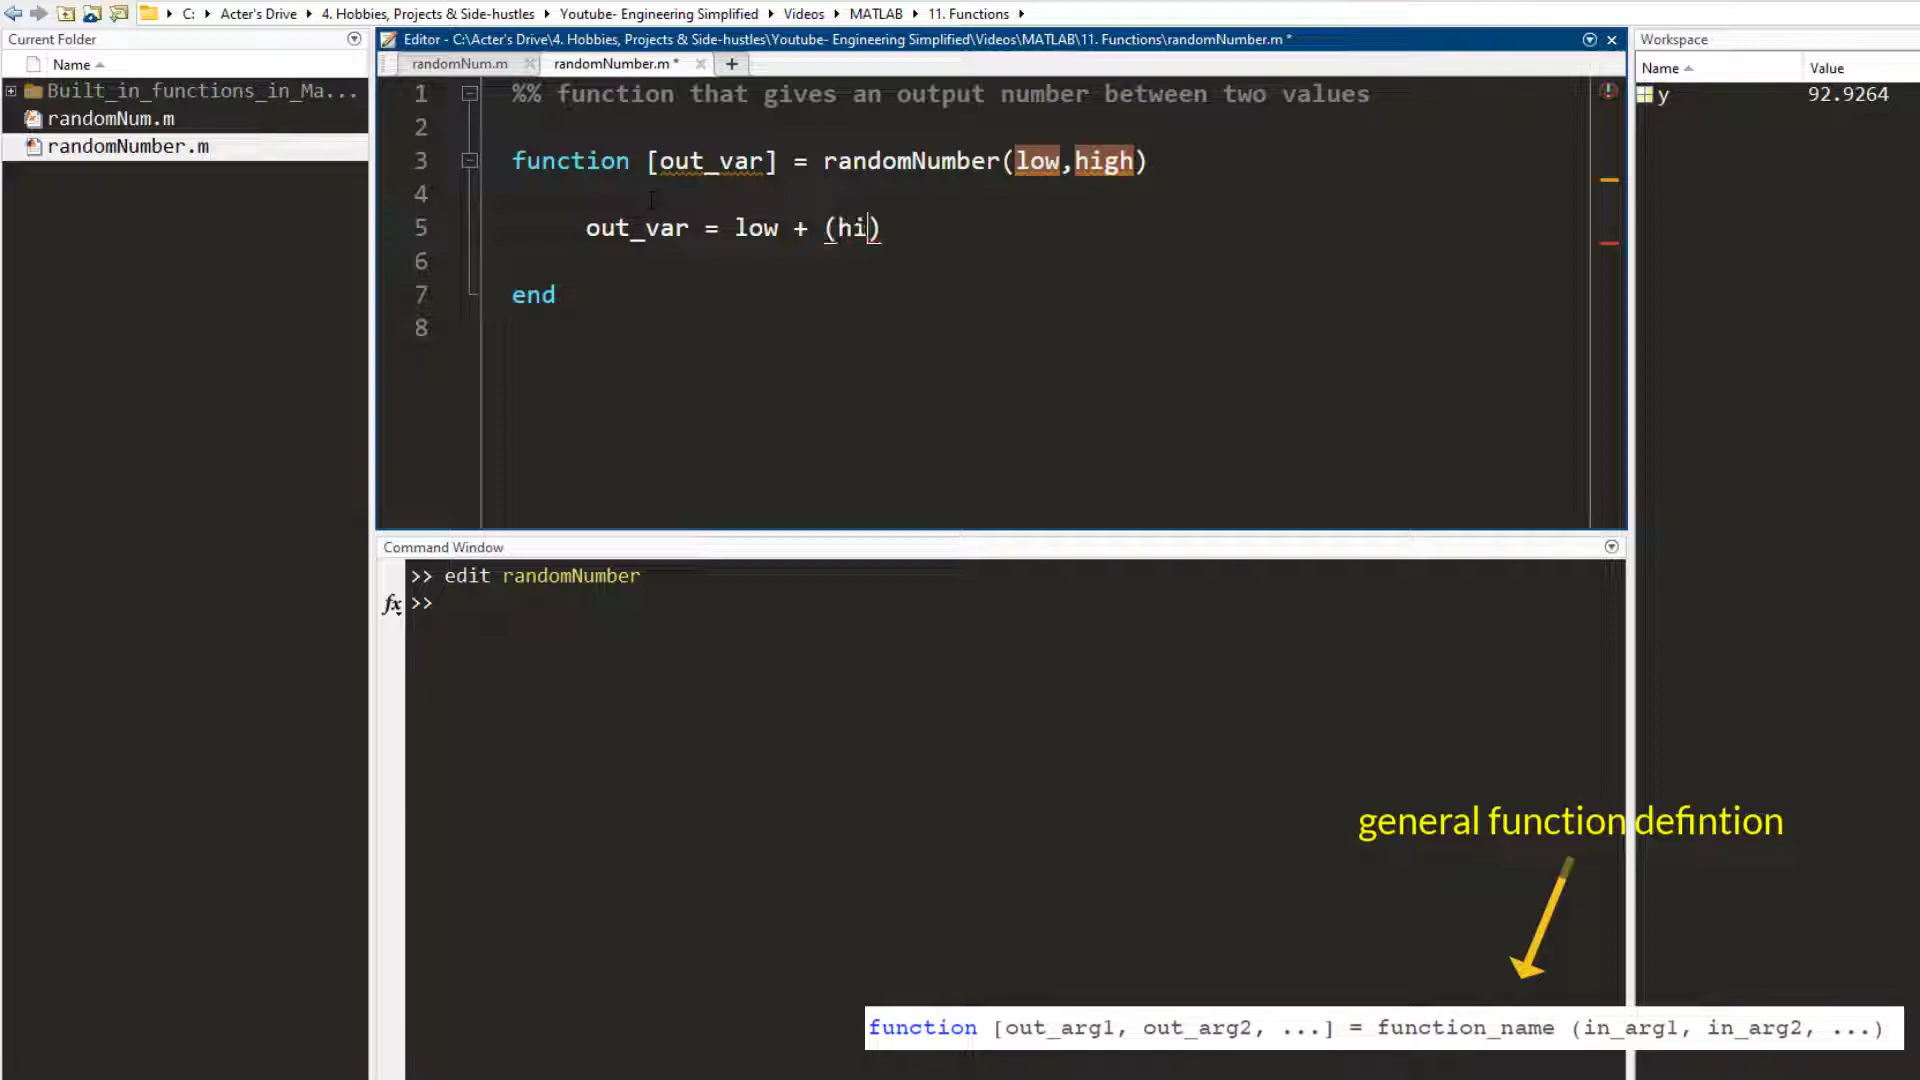 C: Acter's Drive 4. Hobbies, Projects & Side-hustles Youtube- Engineering Simplified Videos MATLAB 11. Functions
Current Folder
Name
Built_in_functions_in_Ma...
randomNum.m
randomNumber.m
Editor - C:\Acter's Drive\4. Hobbies, Projects & Side-hustles\Youtube- Engineering Simplified\Videos\MATLAB\11. Functions\randomNumber.m *
randomNum.m randomNumber.m * +
1 %% function that gives an output number between two values
2
3 function [out_var] = randomNumber(low,high)
4
5 out_var = low + (hi)
6
7 end
8
Workspace
Name Value
y 92.9264
Command Window
>> edit randomNumber
fx >>
general function defintion
function [out_arg1, out_arg2, ...] = function_name (in_arg1, in_arg2, ...)